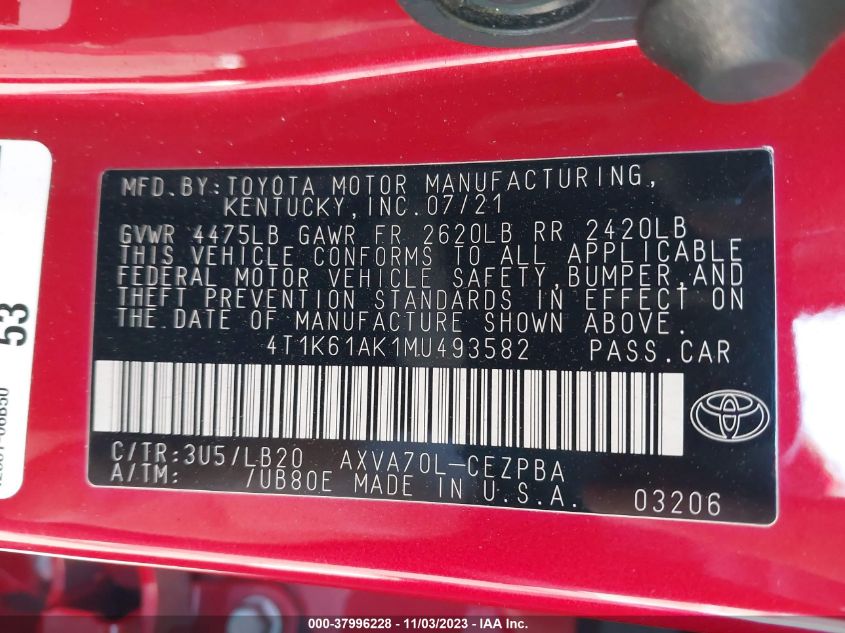 MFD.BY:TOYOTA MOTOR MANUFACTURING,
KENTUCKY,INC.07/21
GVWR 4475LB GAWR FR 2620LB RR 2420LB
THIS VEHICLE CONFORMS TO ALL APPLICABLE
FEDERAL MOTOR VEHICLE SAFETY,BUMPER,AND
THEFT PREVENTION STANDARDS IN EFFECT ON
THE DATE OF MANUFACTURE SHOWN ABOVE.
4T1K61AK1MU493582 PASS.CAR
C/TR:3U5/LB20 AXVA70L-CEZPBA
A/TM: /UB80E MADE IN U.S.A. 03206
53
000-37996228 - 11/03/2023 - IAA